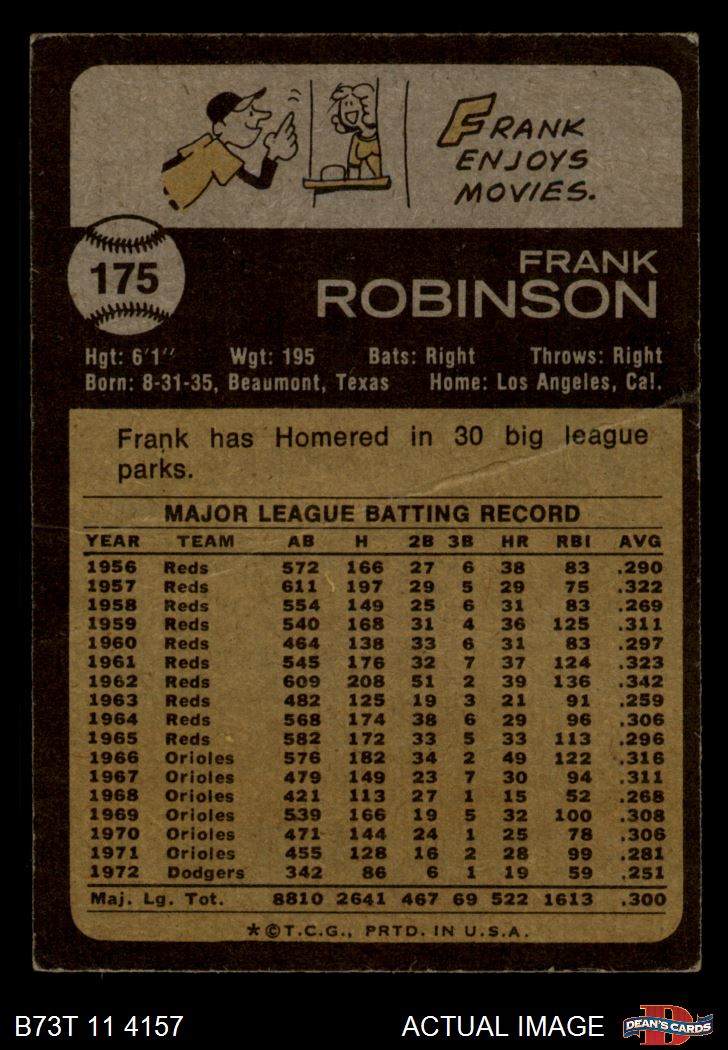 FRANK
ENJOYS
MOVIES.
175
FRANK
ROBINSON
Hgt: 6'1" Wgt: 195 Bats: Right Throws: Right
Born: 8-31-35, Beaumont, Texas Home: Los Angeles, Cal.
Frank has Homered in 30 big league
parks.
MAJOR LEAGUE BATTING RECORD
YEAR TEAM AB H 2B 3B HR RBI AVG
1956 Reds 572 166 27 6 38 83 .290
1957 Reds 611 197 29 5 29 75 .322
1958 Reds 554 149 25 6 31 83 .269
1959 Reds 540 168 31 4 36 125 .311
1960 Reds 464 138 33 6 31 83 .297
1961 Reds 545 176 32 7 37 124 .323
1962 Reds 609 208 51 2 39 136 .342
1963 Reds 482 125 19 3 21 91 .259
1964 Reds 568 174 38 6 29 96 .306
1965 Reds 582 172 33 5 33 113 .296
1966 Orioles 576 182 34 2 49 122 .316
1967 Orioles 479 149 23 7 30 94 .311
1968 Orioles 421 113 27 1 15 52 .268
1969 Orioles 539 166 19 5 32 100 .308
1970 Orioles 471 144 24 1 25 78 .306
1971 Orioles 455 128 16 2 28 99 .281
1972 Dodgers 342 86 6 1 19 59 .251
Maj. Lg. Tot. 8810 2641 467 69 522 1613 .300
*©T.C.G., PRTD. IN U.S.A.
B73T 11 4157 ACTUAL IMAGE
D
DEAN'S CARDS